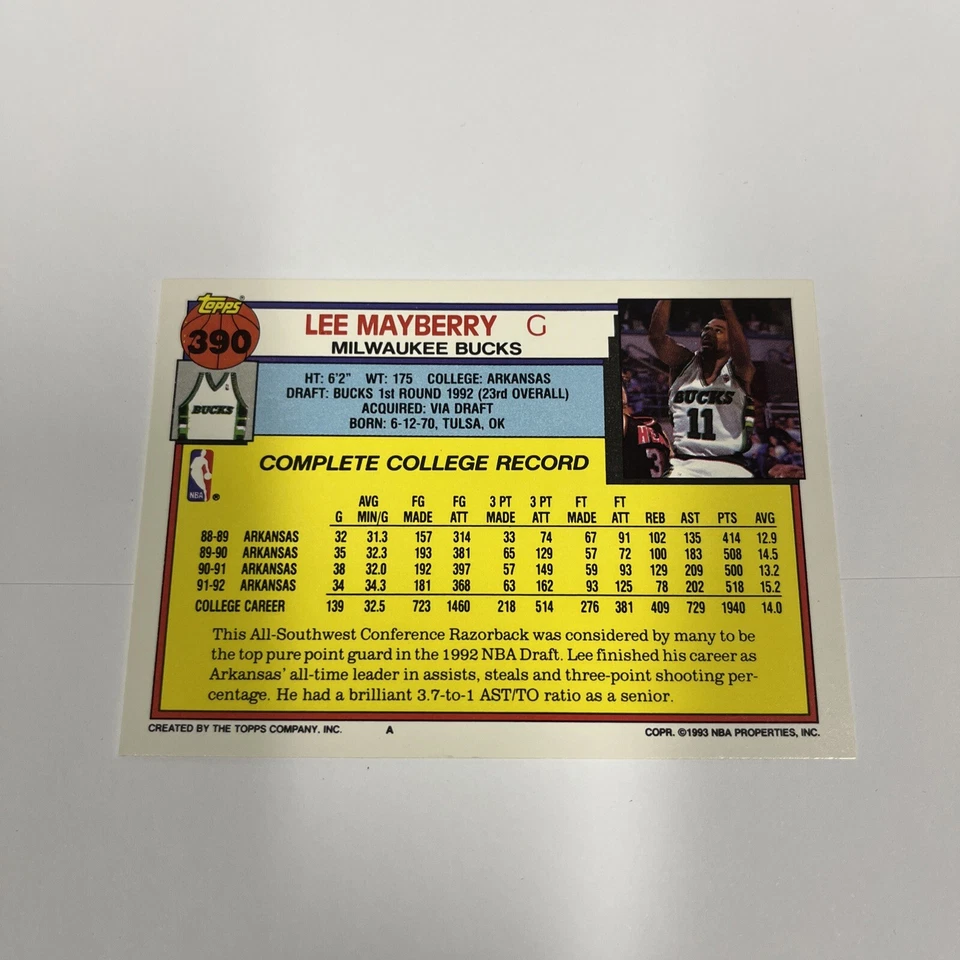 Topps
390
LEE MAYBERRY G
MILWAUKEE BUCKS
BUCKS
HT: 6'2" WT: 175 COLLEGE: ARKANSAS
DRAFT: BUCKS 1st ROUND 1992 (23rd OVERALL)
ACQUIRED: VIA DRAFT
BORN: 6-12-70, TULSA, OK
BUCKS
11
HEA
3
NBA ®
COMPLETE COLLEGE RECORD
G AVG MIN/G FG MADE FG ATT 3 PT MADE 3 PT ATT FT MADE FT ATT REB AST PTS AVG
88-89 ARKANSAS 32 31.3 157 314 33 74 67 91 102 135 414 12.9
89-90 ARKANSAS 35 32.3 193 381 65 129 57 72 100 183 508 14.5
90-91 ARKANSAS 38 32.0 192 397 57 149 59 93 129 209 500 13.2
91-92 ARKANSAS 34 34.3 181 368 63 162 93 125 78 202 518 15.2
COLLEGE CAREER 139 32.5 723 1460 218 514 276 381 409 729 1940 14.0
This All-Southwest Conference Razorback was considered by many to be
the top pure point guard in the 1992 NBA Draft. Lee finished his career as
Arkansas' all-time leader in assists, steals and three-point shooting per-
centage. He had a brilliant 3.7-to-1 AST/TO ratio as a senior.
CREATED BY THE TOPPS COMPANY, INC. A COPR. ©1993 NBA PROPERTIES, INC.